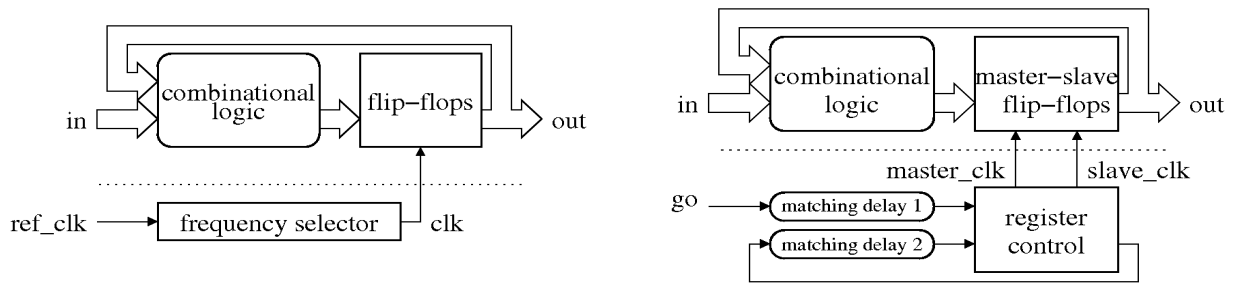 combinational
logic
flip-flops
in
out
ref_clk
frequency selector
clk
combinational
logic
master-slave
flip-flops
in
out
master_clk
slave_clk
go
matching delay 1
matching delay 2
register
control